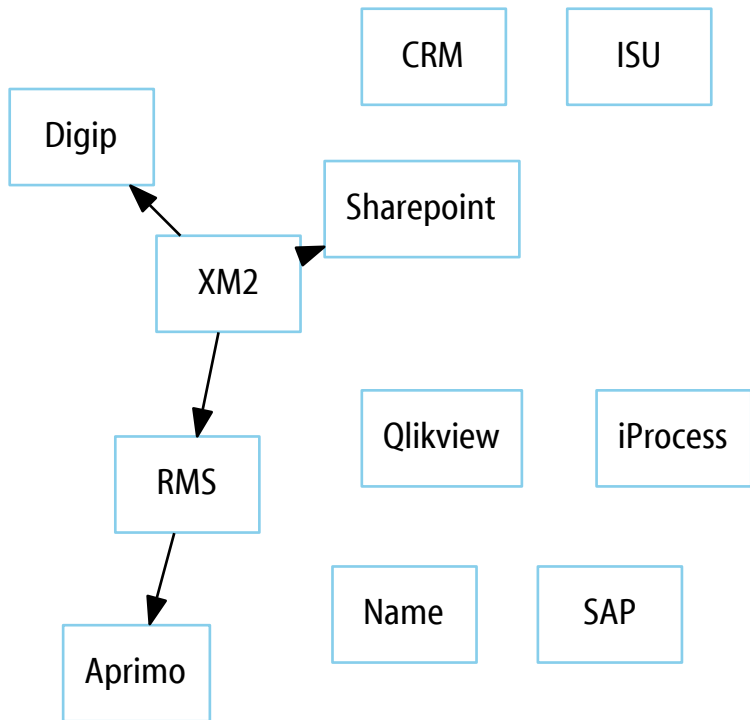 CRM
ISU
Digip
Sharepoint
XM2
Qlikview
iProcess
RMS
Name
SAP
Aprimo